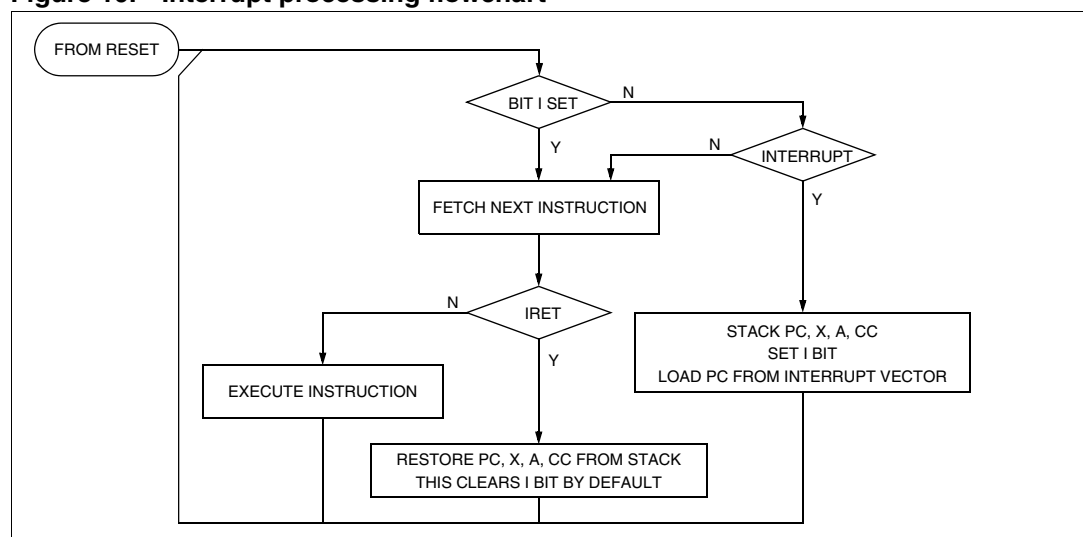 Figure Interrupt processing flowchart
FROM RESET
BIT I SET
N
Y
N
INTERRUPT
Y
FETCH NEXT INSTRUCTION
N
IRET
Y
STACK PC, X, A, CC
SET I BIT
LOAD PC FROM INTERRUPT VECTOR
EXECUTE INSTRUCTION
RESTORE PC, X, A, CC FROM STACK
THIS CLEARS I BIT BY DEFAULT